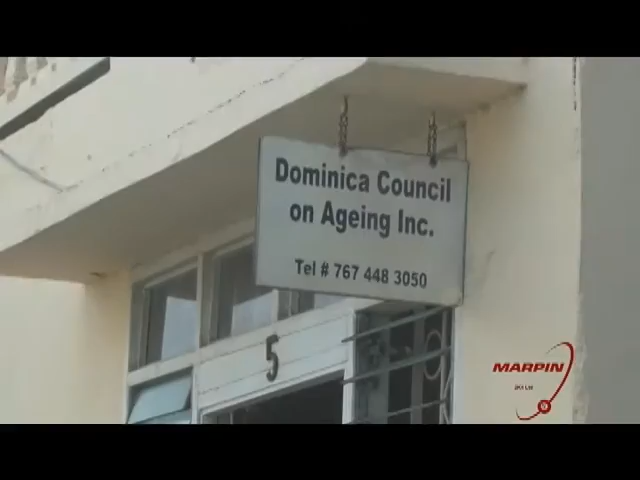 Dominica Council
on Ageing Inc.
Tel # 767 448 3050
5
MARPIN